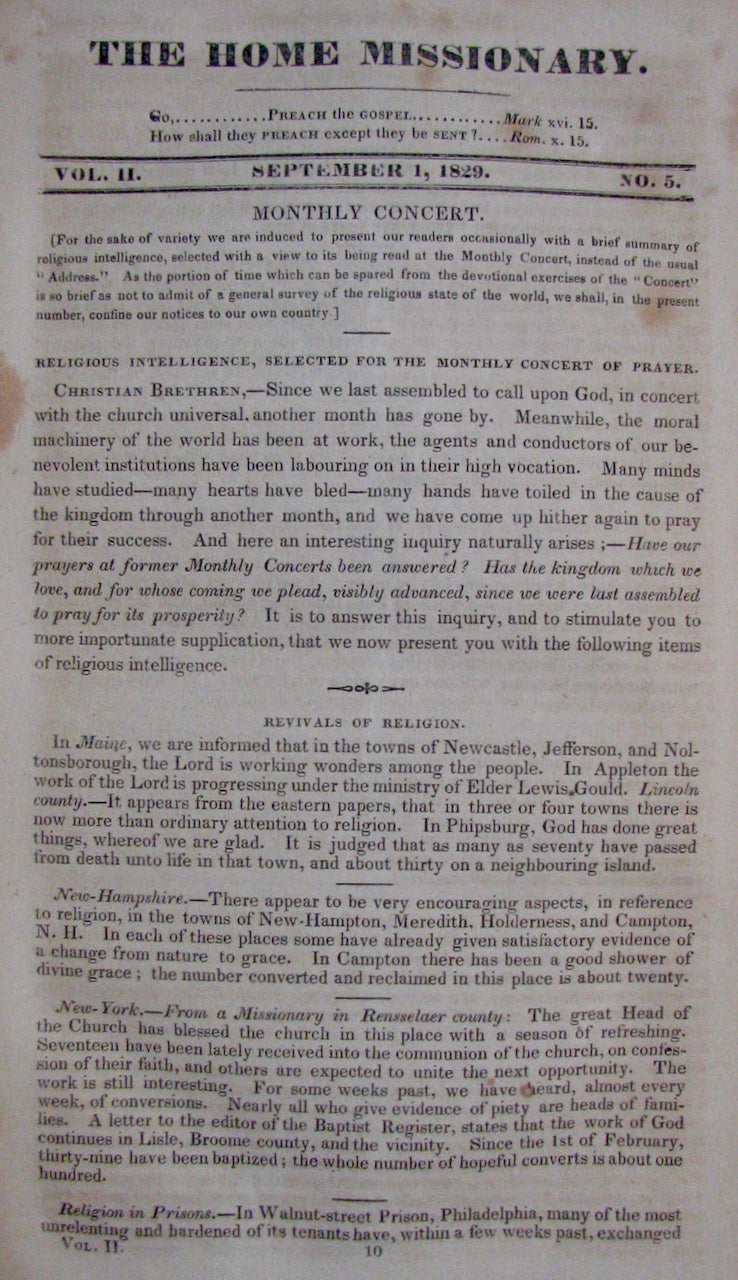 THE HOME MISSIONARY.
Go,............PREACH the GOSPEL............Mark xvi. 15.
How shall they PREACH except they be SENT?....Rom. x. 15.
VOL. II. SEPTEMBER 1, 1829. NO. 5.
MONTHLY CONCERT.
[For the sake of variety we are induced to present our readers occasionally with a brief summary of
religious intelligence, selected with a view to its being read at the Monthly Concert, instead of the usual
"Address." As the portion of time which can be spared from the devotional exercises of the "Concert"
is so brief as not to admit of a general survey of the religious state of the world, we shall, in the present
number, confine our notices to our own country.]
RELIGIOUS INTELLIGENCE, SELECTED FOR THE MONTHLY CONCERT OF PRAYER.
CHRISTIAN BRETHREN,—Since we last assembled to call upon God, in concert
with the church universal, another month has gone by. Meanwhile, the moral
machinery of the world has been at work, the agents and conductors of our be-
nevolent institutions have been labouring on in their high vocation. Many minds
have studied—many hearts have bled—many hands have toiled in the cause of
the kingdom through another month, and we have come up hither again to pray
for their success. And here an interesting inquiry naturally arises;—Have our
prayers at former Monthly Concerts been answered? Has the kingdom which we
love, and for whose coming we plead, visibly advanced, since we were last assembled
to pray for its prosperity? It is to answer this inquiry, and to stimulate you to
more importunate supplication, that we now present you with the following items
of religious intelligence.
REVIVALS OF RELIGION.
In Maine, we are informed that in the towns of Newcastle, Jefferson, and Nol-
tonsborough, the Lord is working wonders among the people. In Appleton the
work of the Lord is progressing under the ministry of Elder Lewis Gould. Lincoln
county.—It appears from the eastern papers, that in three or four towns there is
now more than ordinary attention to religion. In Phipsburg, God has done great
things, whereof we are glad. It is judged that as many as seventy have passed
from death unto life in that town, and about thirty on a neighbouring island.
New-Hampshire.—There appear to be very encouraging aspects, in reference
to religion, in the towns of New-Hampton, Meredith, Holderness, and Campton,
N. H. In each of these places some have already given satisfactory evidence of
a change from nature to grace. In Campton there has been a good shower of
divine grace; the number converted and reclaimed in this place is about twenty.
New-York.—From a Missionary in Rensselaer county: The great Head of
the Church has blessed the church in this place with a season of refreshing.
Seventeen have been lately received into the communion of the church, on confes-
sion of their faith, and others are expected to unite the next opportunity. The
work is still interesting. For some weeks past, we have heard, almost every
week, of conversions. Nearly all who give evidence of piety are heads of fami-
lies. A letter to the editor of the Baptist Register, states that the work of God
continues in Lisle, Broome county, and the vicinity. Since the 1st of February,
thirty-nine have been baptized; the whole number of hopeful converts is about one
hundred.
Religion in Prisons.—In Walnut-street Prison, Philadelphia, many of the most
unrelenting and hardened of its tenants have, within a few weeks past, exchanged
VOL. II. 10